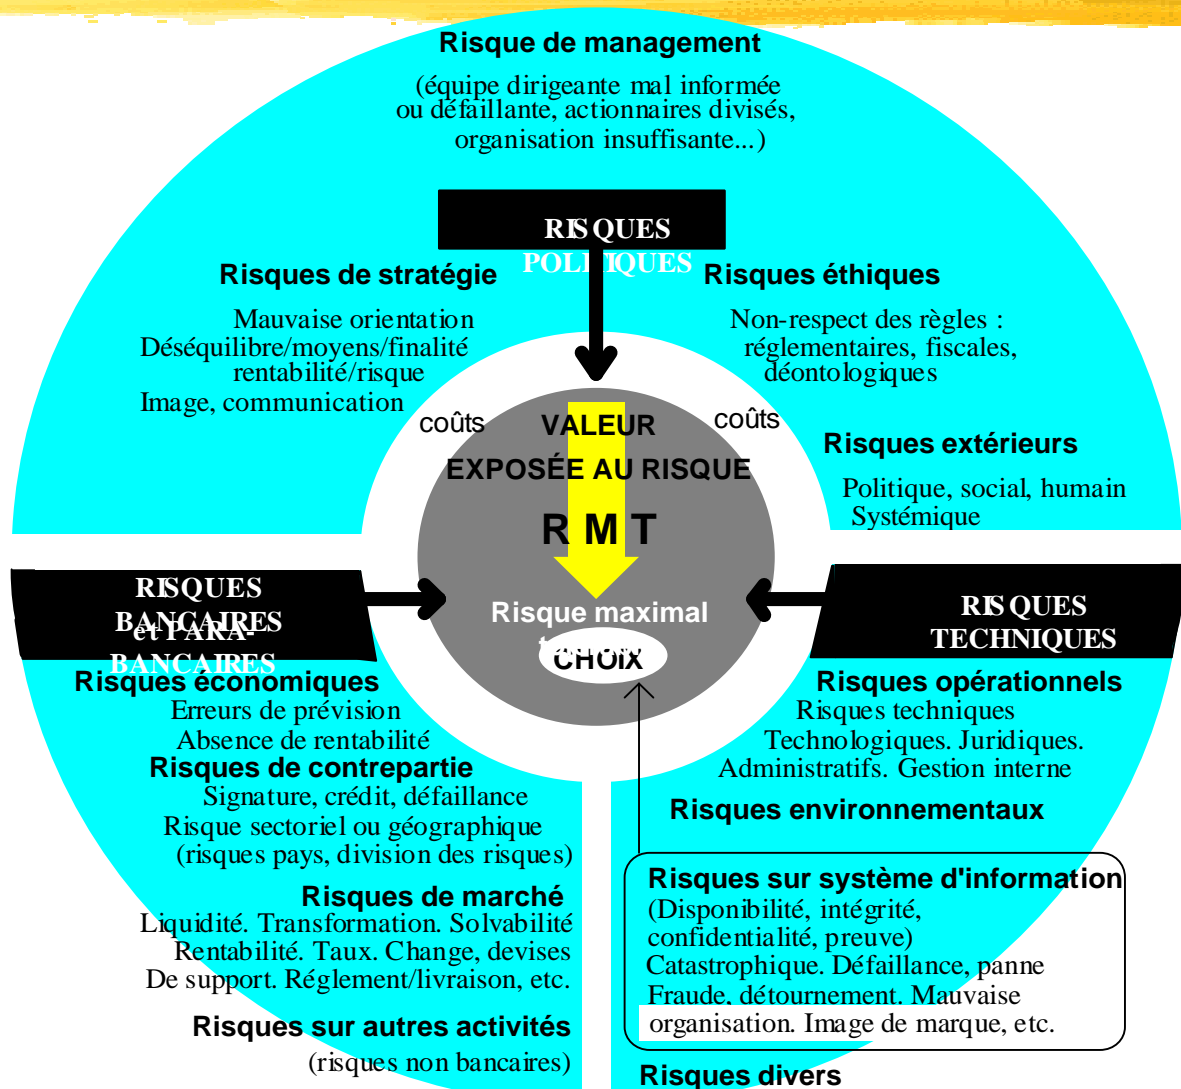 Risque de management
(équipe dirigeante mal informée
ou défaillante, actionnaires divisés,
organisation insuffisante...)
RISQUES
POLITIQUES
Risques de stratégie
Mauvaise orientation
Déséquilibre/moyens/finalité
rentabilité/risque
Image, communication
Risques éthiques
Non-respect des règles :
réglementaires, fiscales,
déontologiques
Risques extérieurs
Politique, social, humain
Systémique
coûts
coûts
VALEUR
EXPOSÉE AU RISQUE
R M T
Risque maximal
CHOIX
RISQUES
BANCAIRES
et PARA-
BANCAIRES
Risques économiques
Erreurs de prévision
Absence de rentabilité
Risques de contrepartie
Signature, crédit, défaillance
Risque sectoriel ou géographique
(risques pays, division des risques)
Risques de marché
Liquidité. Transformation. Solvabilité
Rentabilité. Taux. Change, devises
De support. Réglement/livraison, etc.
Risques sur autres activités
(risques non bancaires)
RISQUES
TECHNIQUES
Risques opérationnels
Risques techniques
Technologiques. Juridiques.
Administratifs. Gestion interne
Risques environnementaux
Risques sur système d'information
(Disponibilité, intégrité,
confidentialité, preuve)
Catastrophique. Défaillance, panne
Fraude, détournement. Mauvaise
organisation. Image de marque, etc.
Risques divers